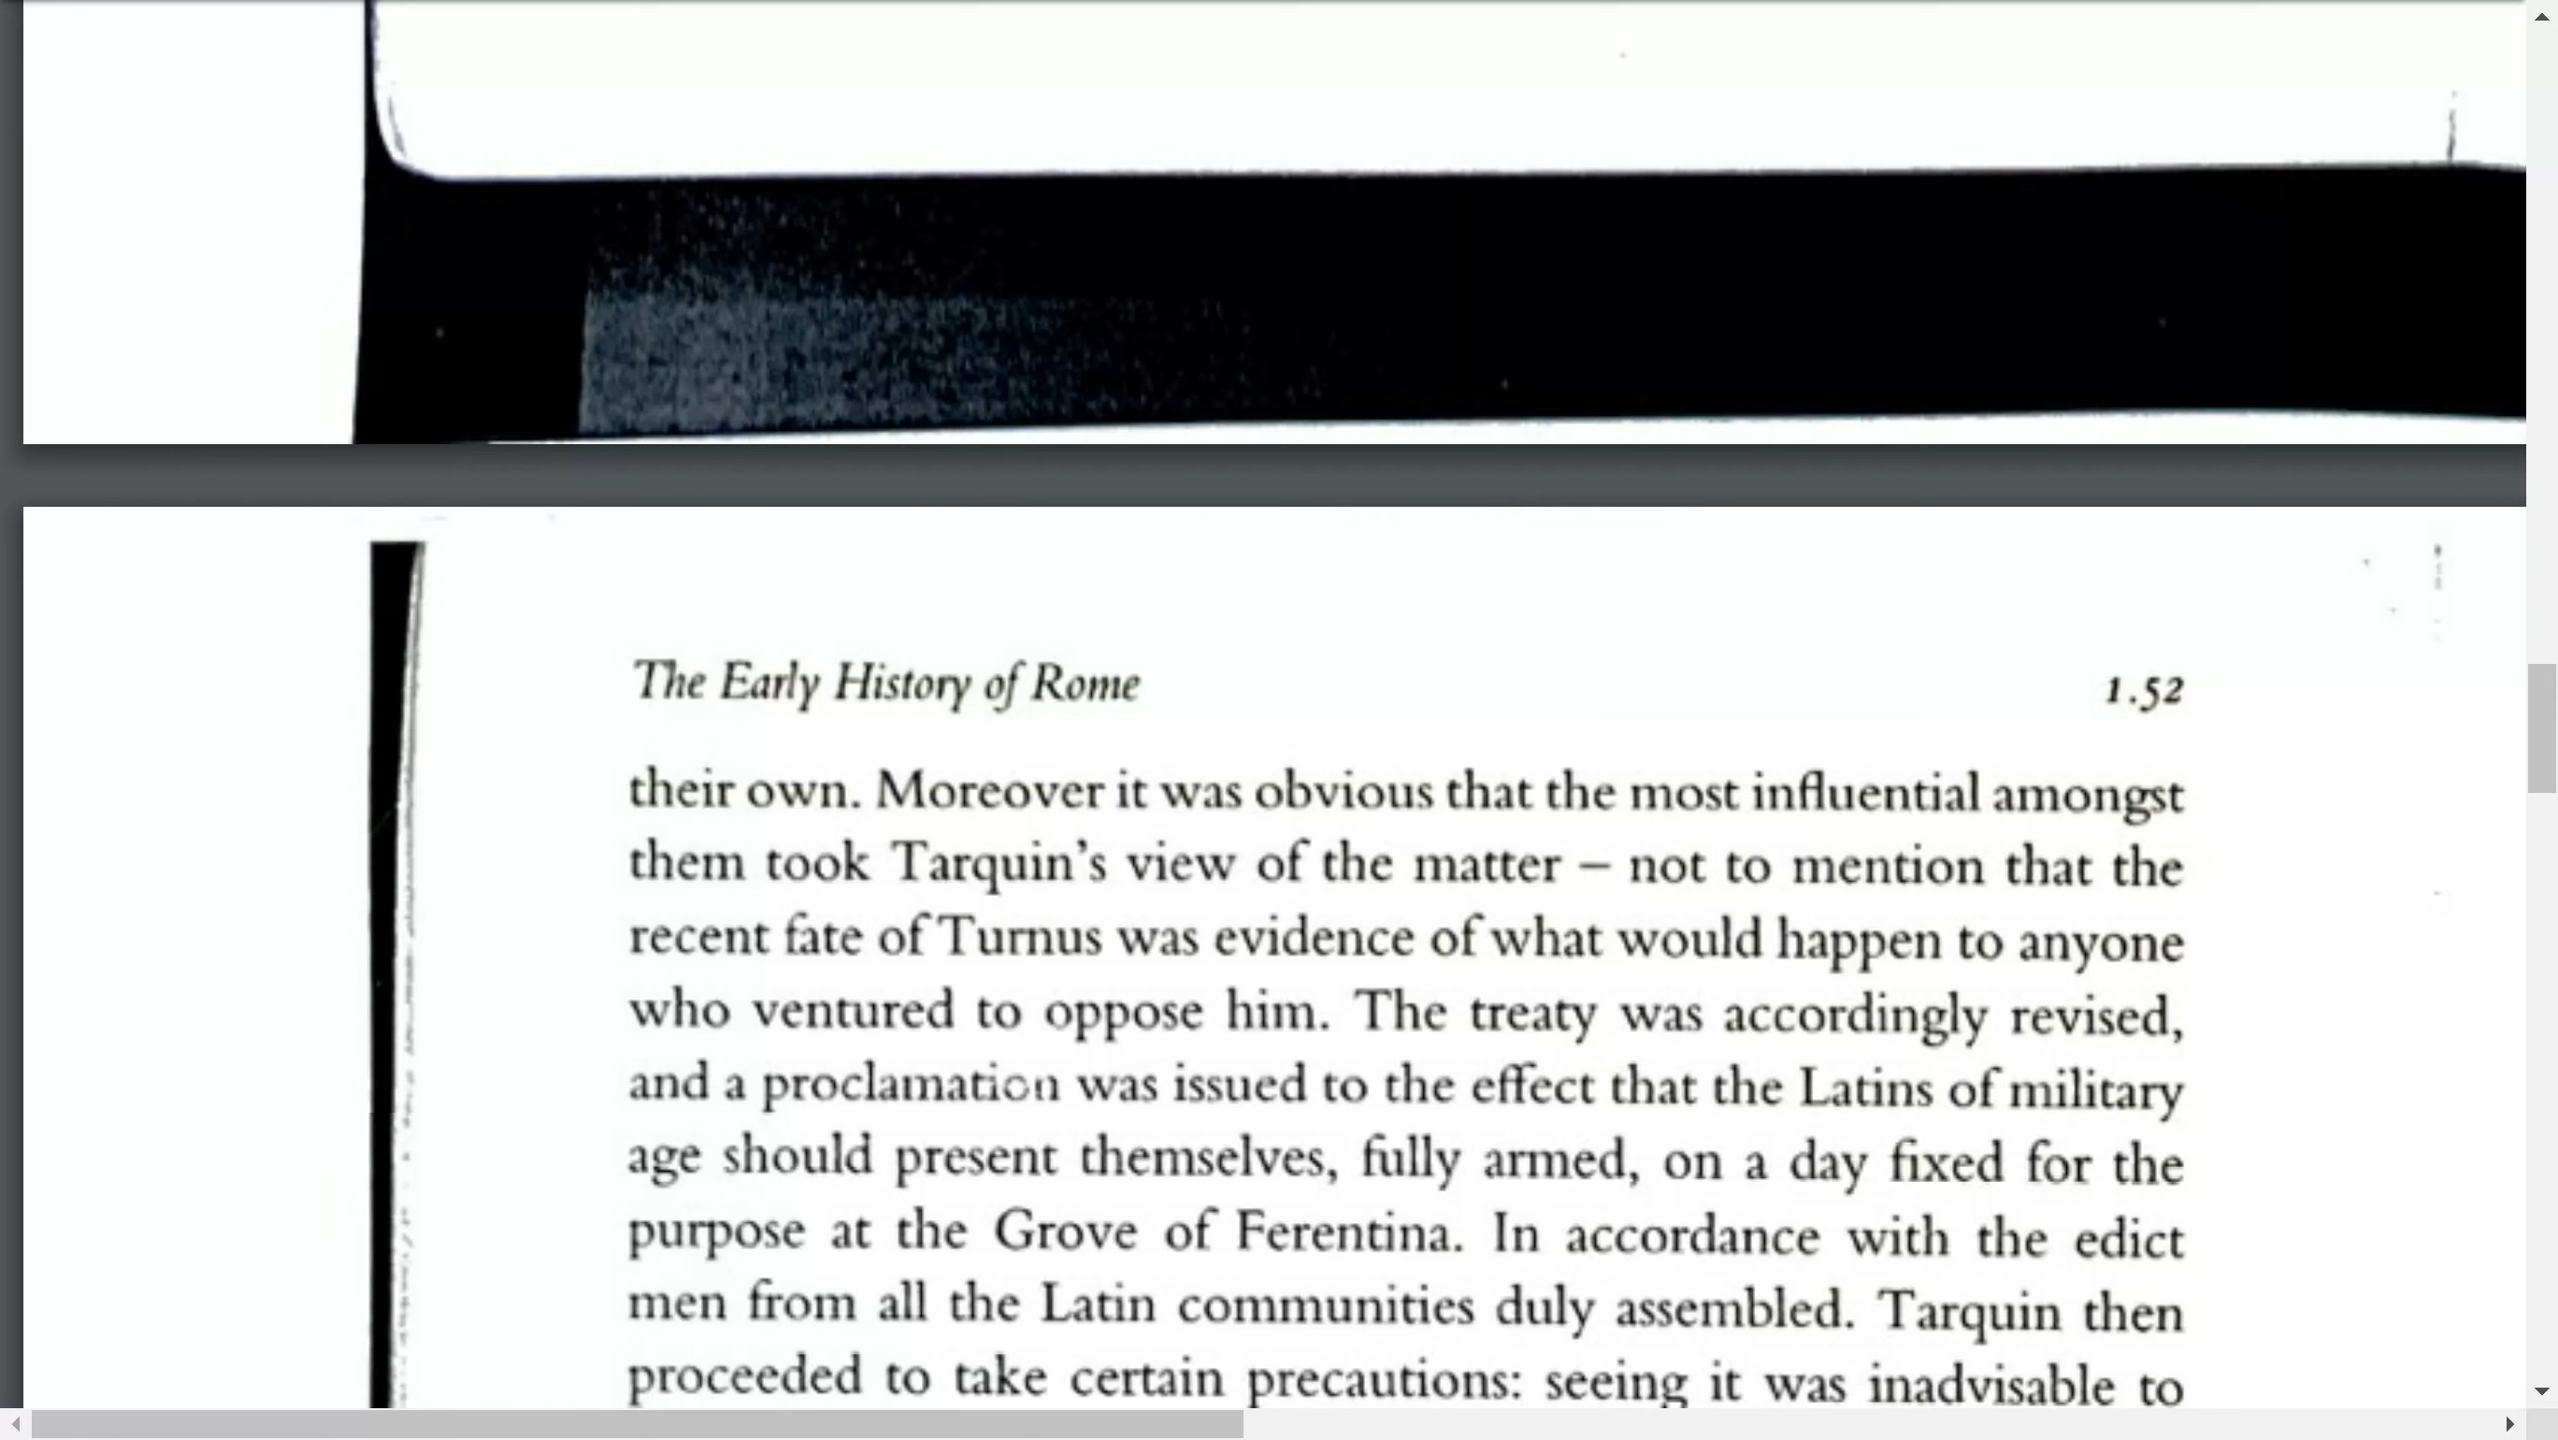 The Early History of Rome 1.52
their own. Moreover it was obvious that the most influential amongst
them took Tarquin's view of the matter – not to mention that the
recent fate of Turnus was evidence of what would happen to anyone
who ventured to oppose him. The treaty was accordingly revised,
and a proclamation was issued to the effect that the Latins of military
age should present themselves, fully armed, on a day fixed for the
purpose at the Grove of Ferentina. In accordance with the edict
men from all the Latin communities duly assembled. Tarquin then
proceeded to take certain precautions: seeing it was inadvisable to